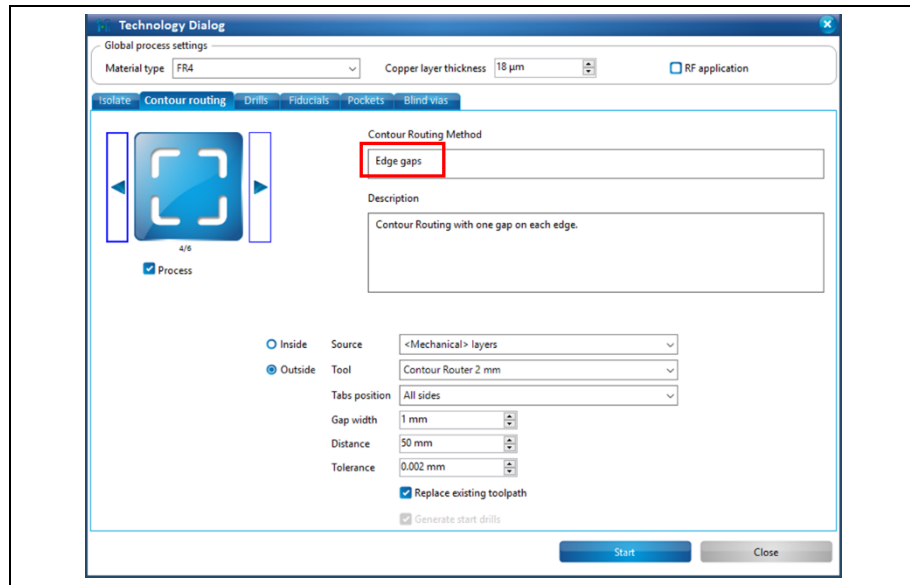 Technology Dialog
Global process settings
Material type FR4 Copper layer thickness 18 µm RF application
Isolate Contour routing Drills Fiducials Pockets Blind vias
Contour Routing Method
Edge gaps
Description
Contour Routing with one gap on each edge.
4/6
Process
Inside Source <Mechanical> layers
Outside Tool Contour Router 2 mm
Tabs position All sides
Gap width 1 mm
Distance 50 mm
Tolerance 0.002 mm
Replace existing toolpath
Generate start drills
Start Close